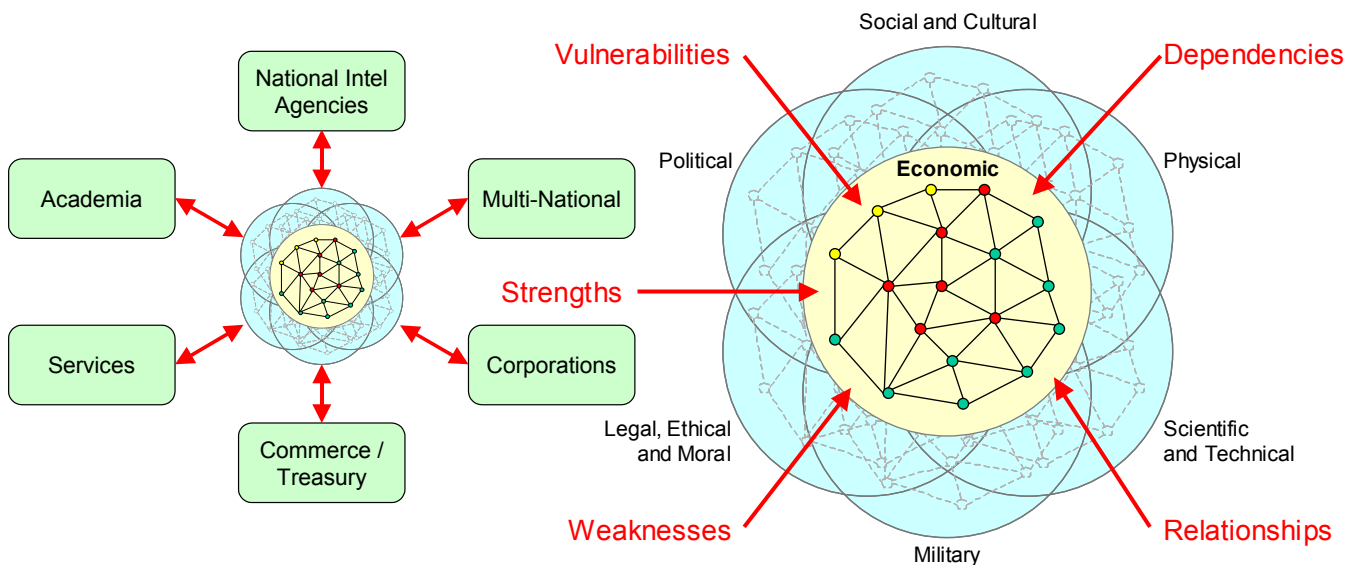 National Intel
Agencies
Academia
Multi-National
Services
Corporations
Commerce /
Treasury
Social and Cultural
Vulnerabilities
Dependencies
Political
Economic
Physical
Strengths
Legal, Ethical
and Moral
Scientific
and Technical
Weaknesses
Relationships
Military